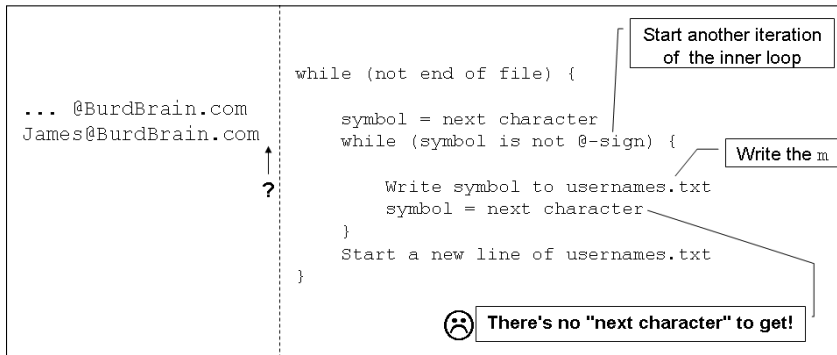 ... @BurdBrain.com
James@BurdBrain.com
?
while (not end of file) {
symbol = next character
while (symbol is not @-sign) {
Write symbol to usernames.txt
symbol = next character
}
Start a new line of usernames.txt
}
Start another iteration
of the inner loop
Write the m
There's no "next character" to get!